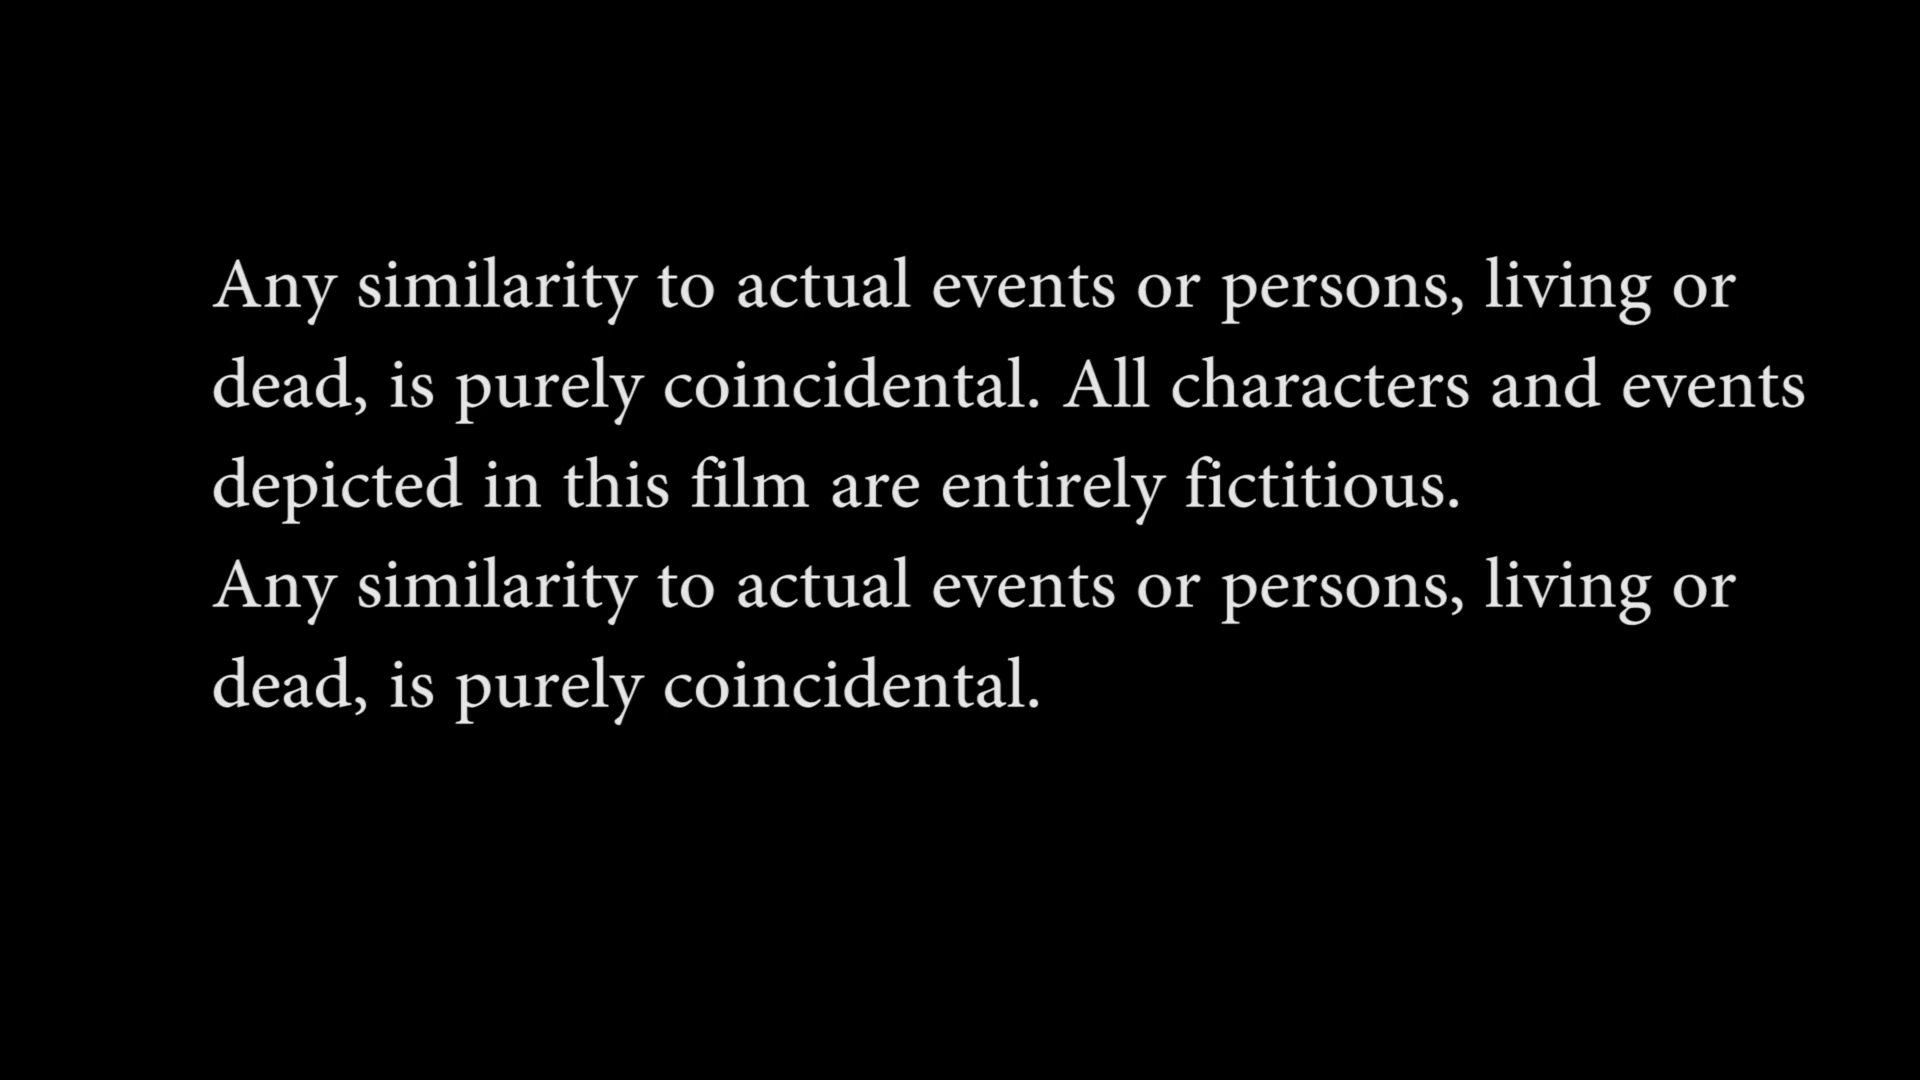 Any similarity to actual events or persons, living or
dead, is purely coincidental. All characters and events
depicted in this film are entirely fictitious.
Any similarity to actual events or persons, living or
dead, is purely coincidental.